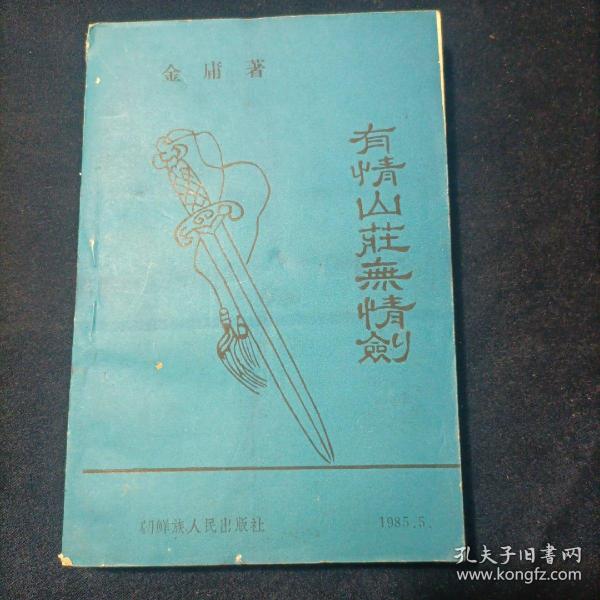 金庸著
有情山莊無情劍
朝鲜族人民出版社
1985.5.
孔夫子旧书网
www.kongfz.com